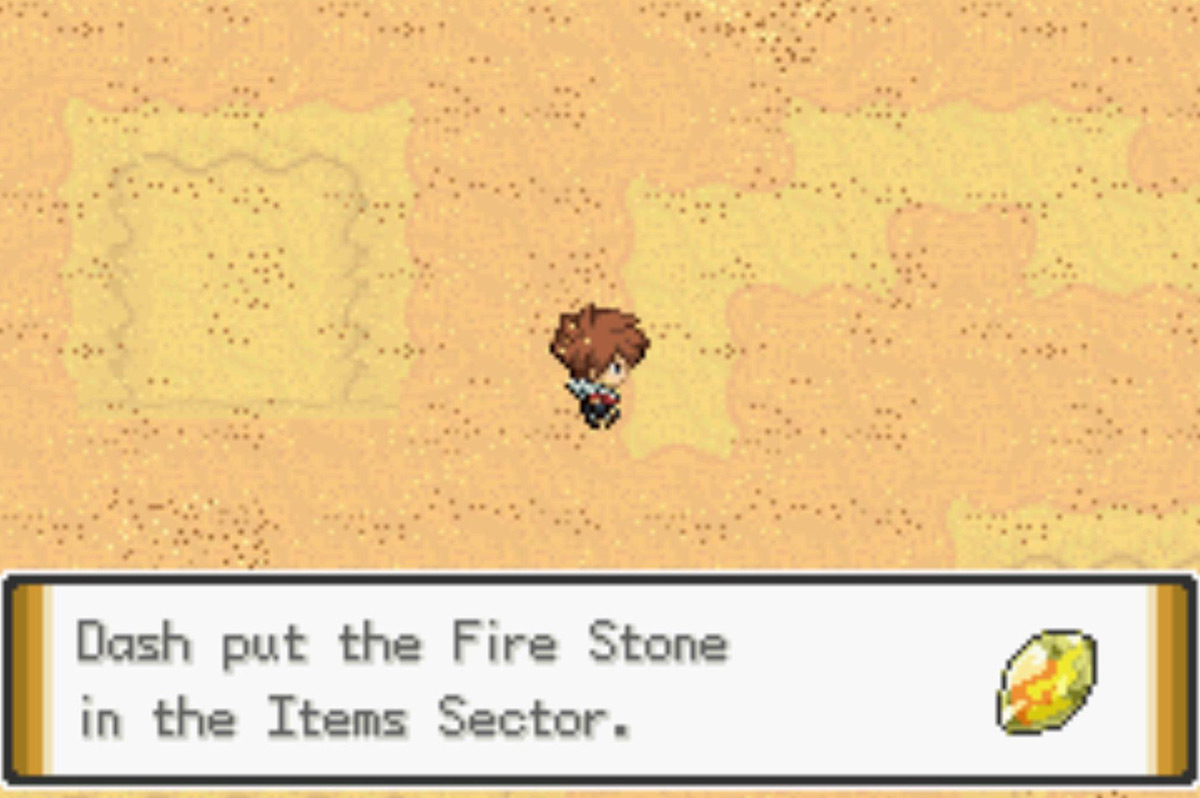 Dash put the Fire Stone
in the Items Sector.